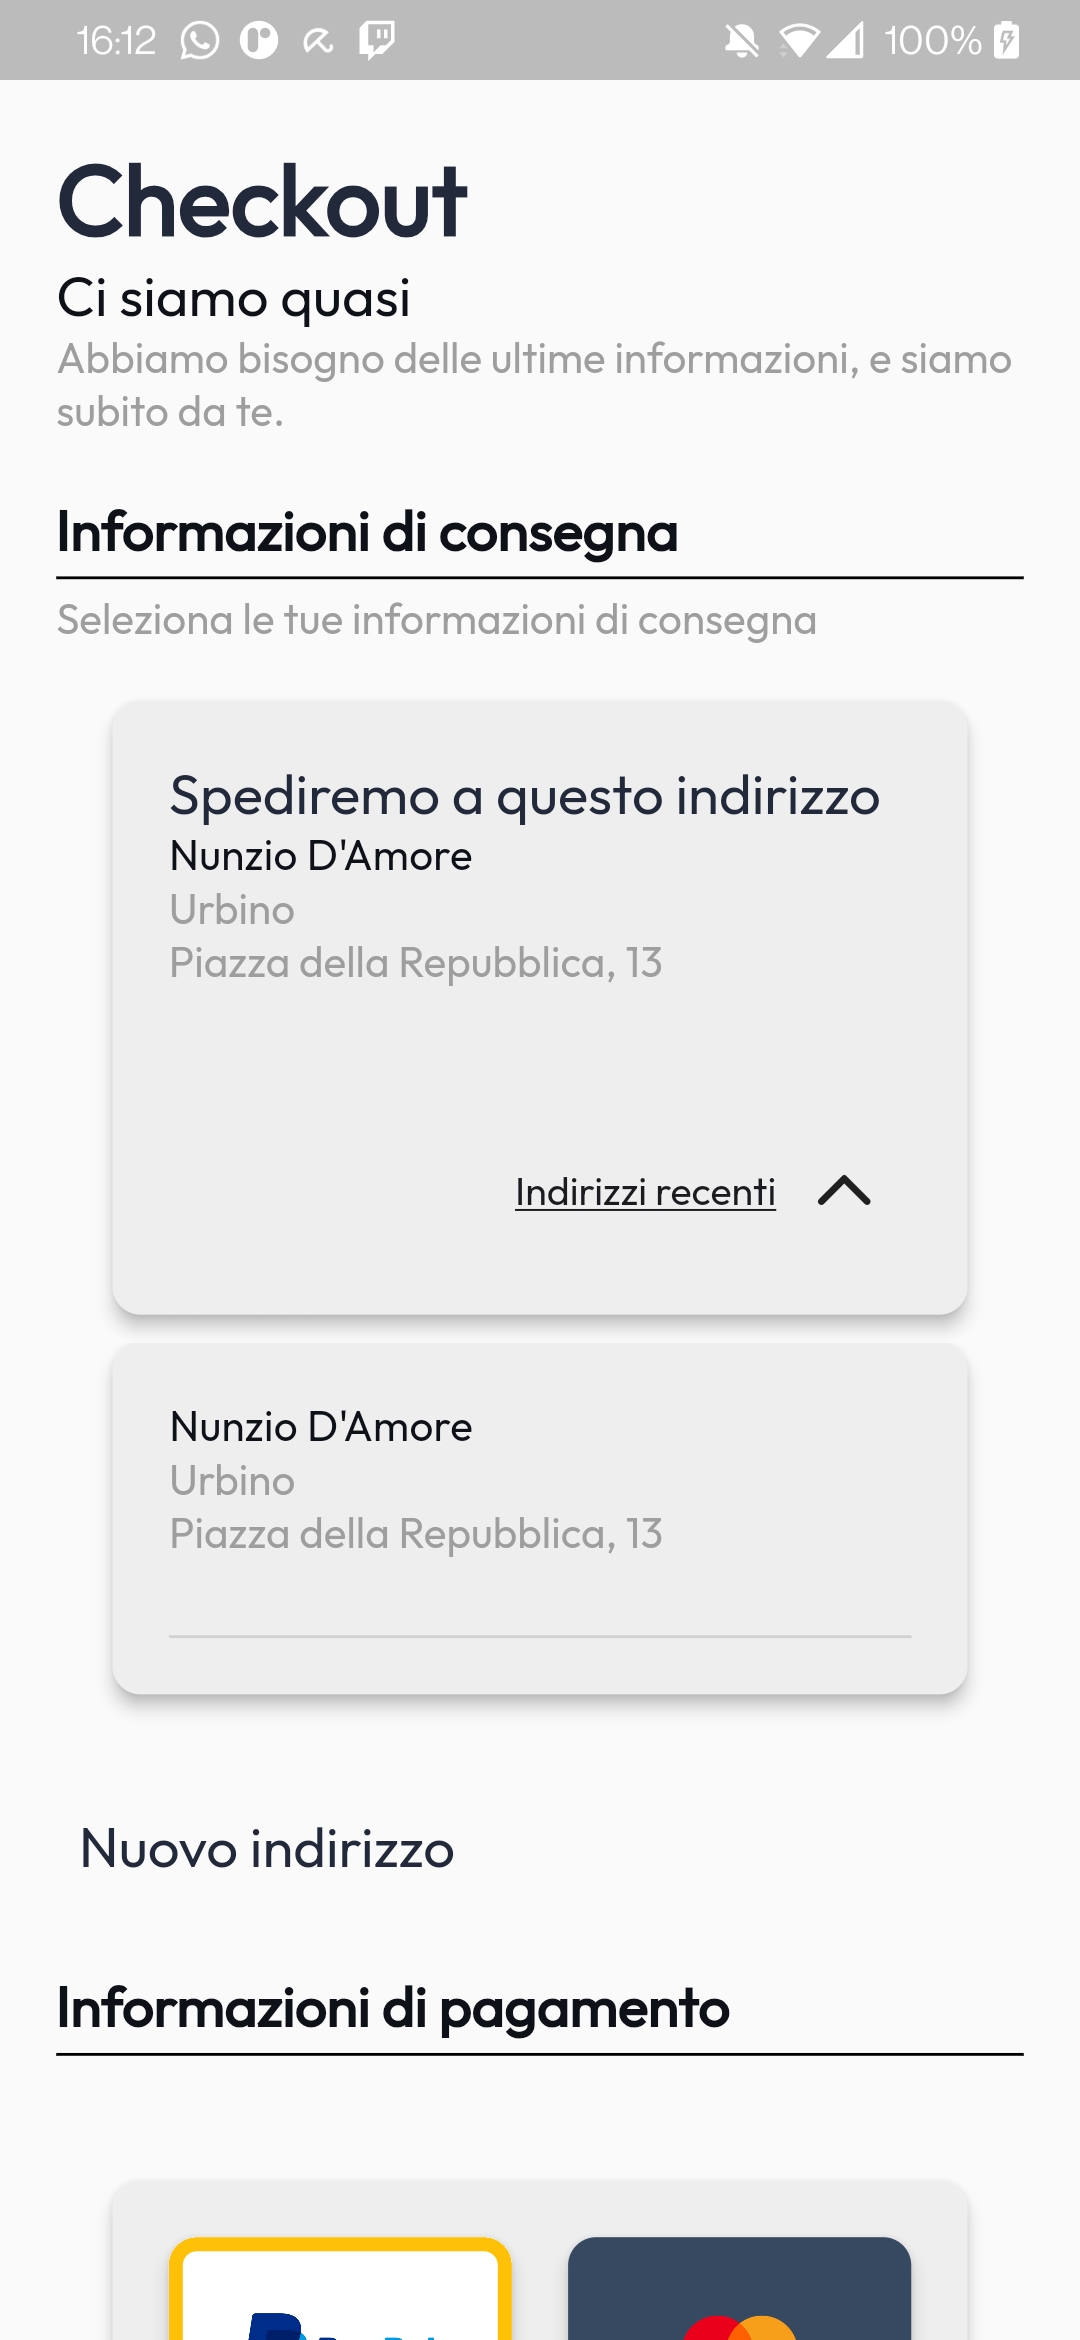 16:12
100%
Checkout
Ci siamo quasi
Abbiamo bisogno delle ultime informazioni, e siamo
subito da te.
Informazioni di consegna
Seleziona le tue informazioni di consegna
Spediremo a questo indirizzo
Nunzio D'Amore
Urbino
Piazza della Repubblica, 13
Indirizzi recenti
Nunzio D'Amore
Urbino
Piazza della Repubblica, 13
Nuovo indirizzo
Informazioni di pagamento